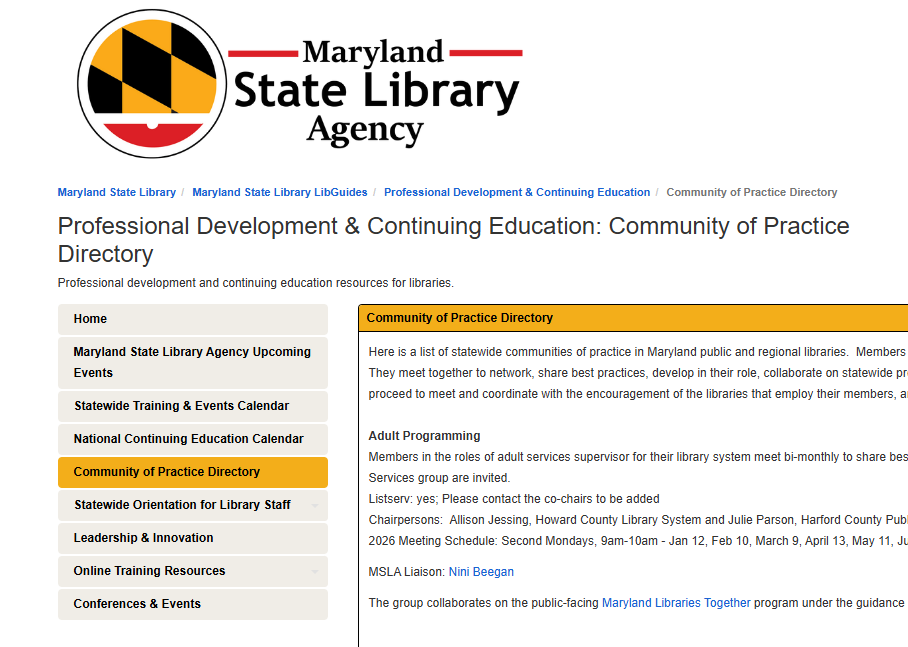 Maryland
State Library
Agency
Maryland State Library / Maryland State Library LibGuides / Professional Development & Continuing Education / Community of Practice Directory
Professional Development & Continuing Education: Community of Practice
Directory
Professional development and continuing education resources for libraries.
Home
Maryland State Library Agency Upcoming
Events
Statewide Training & Events Calendar
National Continuing Education Calendar
Community of Practice Directory
Statewide Orientation for Library Staff
Leadership & Innovation
Online Training Resources
Conferences & Events
Community of Practice Directory
Here is a list of statewide communities of practice in Maryland public and regional libraries.  Members
They meet together to network, share best practices, develop in their role, collaborate on statewide pr
proceed to meet and coordinate with the encouragement of the libraries that employ their members, a
Adult Programming
Members in the roles of adult services supervisor for their library system meet bi-monthly to share bes
Services group are invited.
Listserv: yes; Please contact the co-chairs to be added
Chairpersons:  Allison Jessing, Howard County Library System and Julie Parson, Harford County Publ
2026 Meeting Schedule: Second Mondays, 9am-10am - Jan 12, Feb 10, March 9, April 13, May 11, Ju
MSLA Liaison: Nini Beegan
The group collaborates on the public-facing Maryland Libraries Together program under the guidance